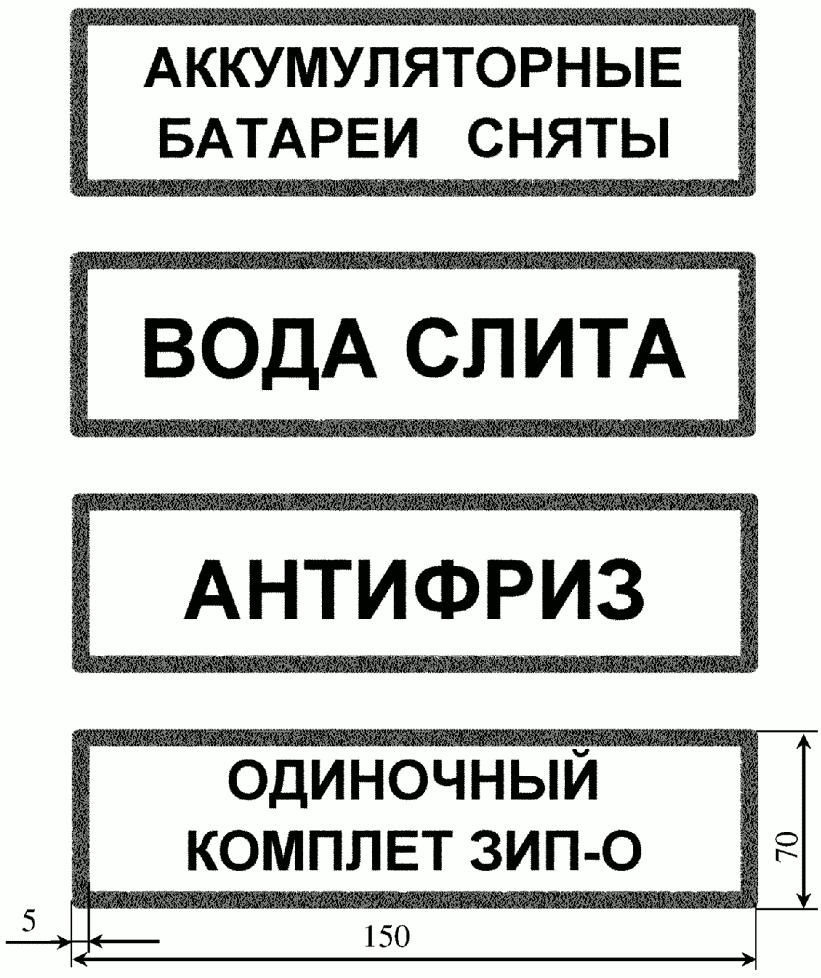 АККУМУЛЯТОРНЫЕ
БАТАРЕИ СНЯТЫ
ВОДА СЛИТА
АНТИФРИЗ
ОДИНОЧНЫЙ
КОМПЛЕТ ЗИП-О
70
5
150